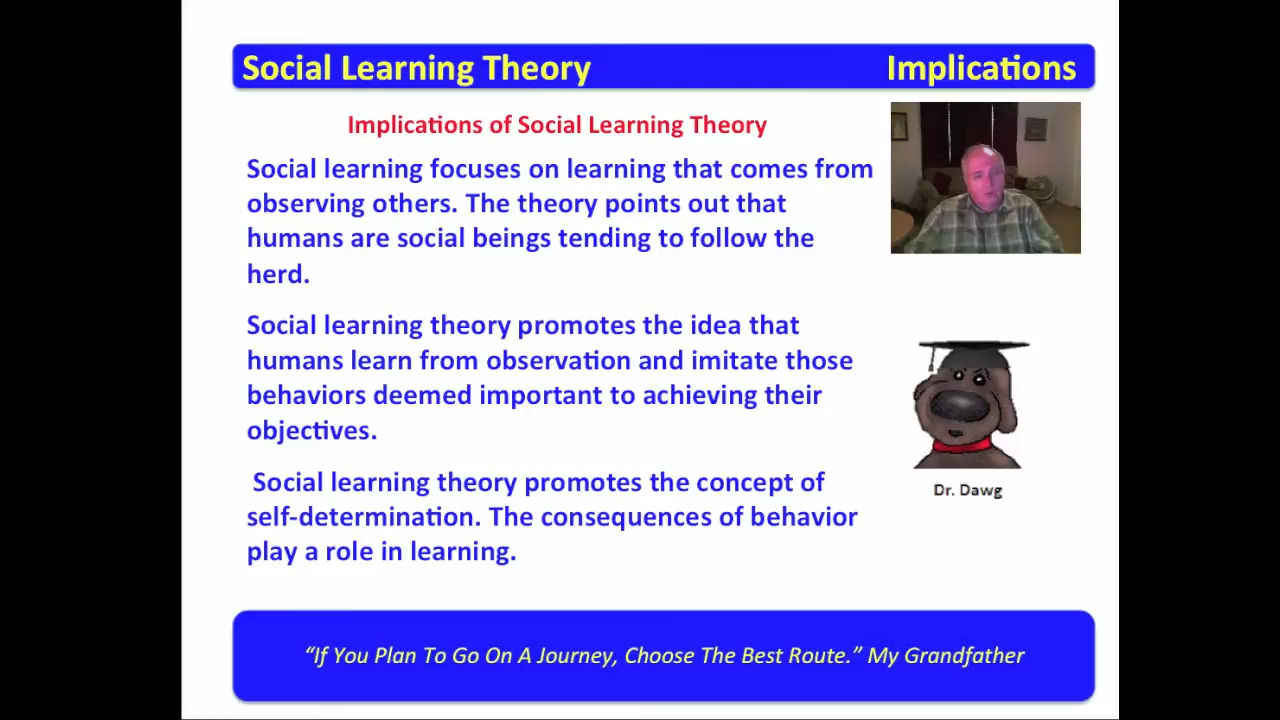 Social Learning Theory Implications
Implications of Social Learning Theory
Social learning focuses on learning that comes from
observing others. The theory points out that
humans are social beings tending to follow the
herd.
Social learning theory promotes the idea that
humans learn from observation and imitate those
behaviors deemed important to achieving their
objectives.
Social learning theory promotes the concept of
self-determination. The consequences of behavior
play a role in learning.
Dr. Dawg
“If You Plan To Go On A Journey, Choose The Best Route.” My Grandfather